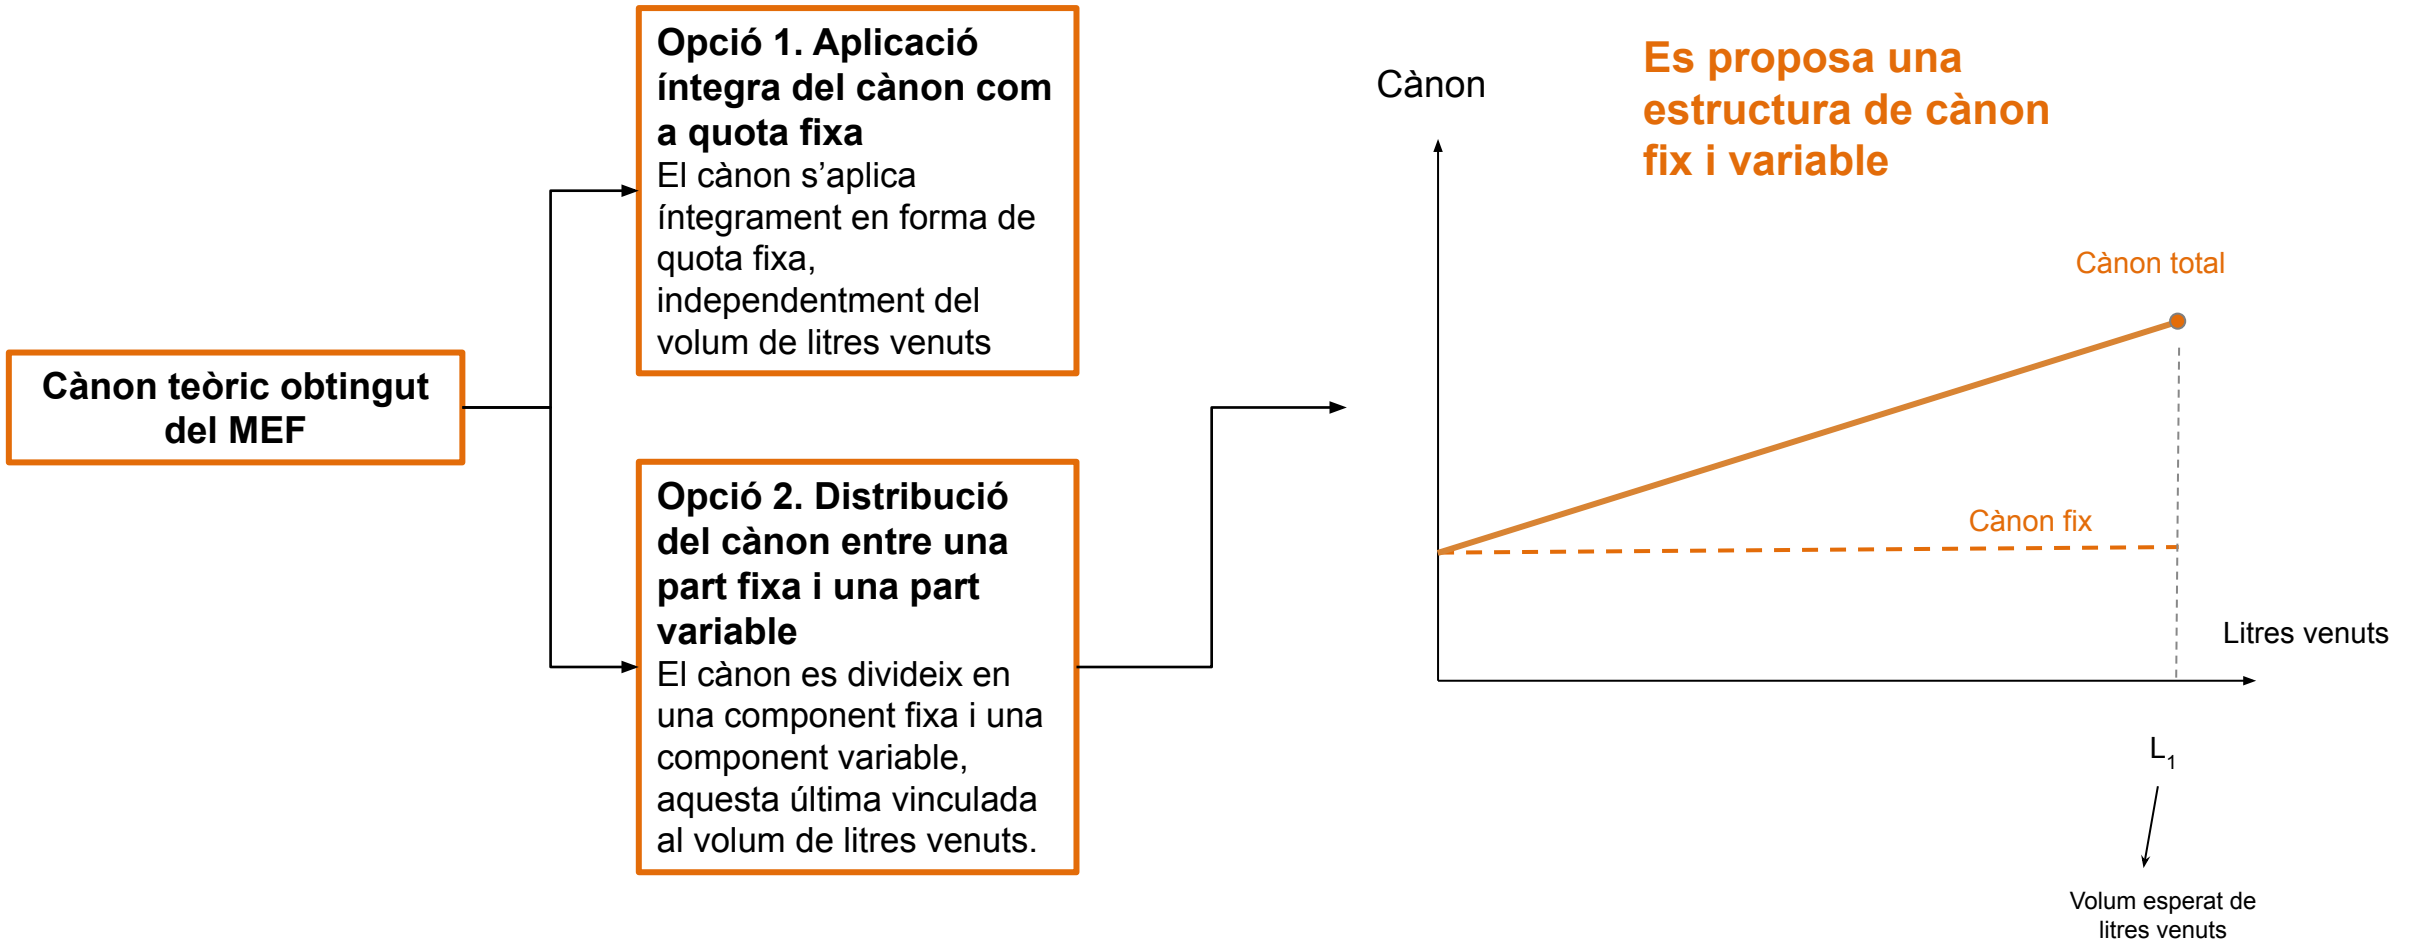 Cànon teòric obtingut
del MEF
Opció 1. Aplicació
íntegra del cànon com
a quota fixa
El cànon s’aplica
íntegrament en forma de
quota fixa,
independentment del
volum de litres venuts
Opció 2. Distribució
del cànon entre una
part fixa i una part
variable
El cànon es divideix en
una component fixa i una
component variable,
aquesta última vinculada
al volum de litres venuts.
Es proposa una
estructura de cànon
fix i variable
Cànon
Cànon total
Cànon fix
Litres venuts
L₁
Volum esperat de
litres venuts